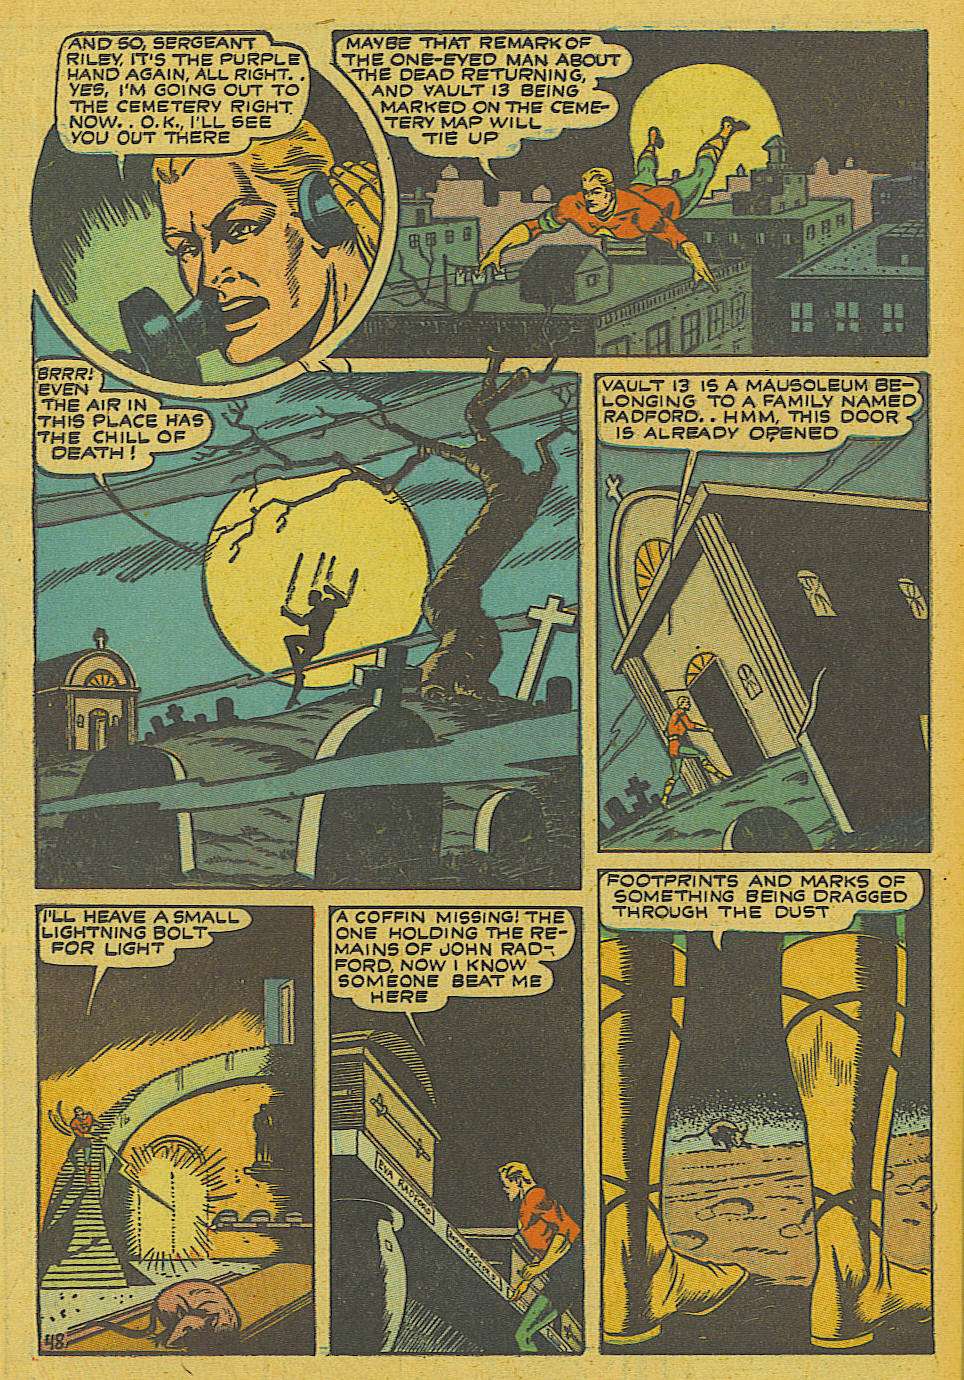 AND SO, SERGEANT
RILEY, IT'S THE PURPLE
HAND AGAIN, ALL RIGHT..
YES, I'M GOING OUT TO
THE CEMETERY RIGHT
NOW.. O.K., I'LL SEE
YOU OUT THERE
MAYBE THAT REMARK OF
THE ONE-EYED MAN ABOUT
THE DEAD RETURNING,
AND VAULT 13 BEING
MARKED ON THE CEME-
TERY MAP WILL
TIE UP
BRRR!
EVEN
THE AIR IN
THIS PLACE HAS
THE CHILL OF
DEATH!
VAULT 13 IS A MAUSOLEUM BE-
LONGING TO A FAMILY NAMED
RADFORD.. HMM, THIS DOOR
IS ALREADY OPENED
I'LL HEAVE A SMALL
LIGHTNING BOLT
FOR LIGHT
A COFFIN MISSING! THE
ONE HOLDING THE RE-
MAINS OF JOHN RAD-
FORD, NOW I KNOW
SOMEONE BEAT ME
HERE
EVA RADFORD
FOOTPRINTS AND MARKS OF
SOMETHING BEING DRAGGED
THROUGH THE DUST
48